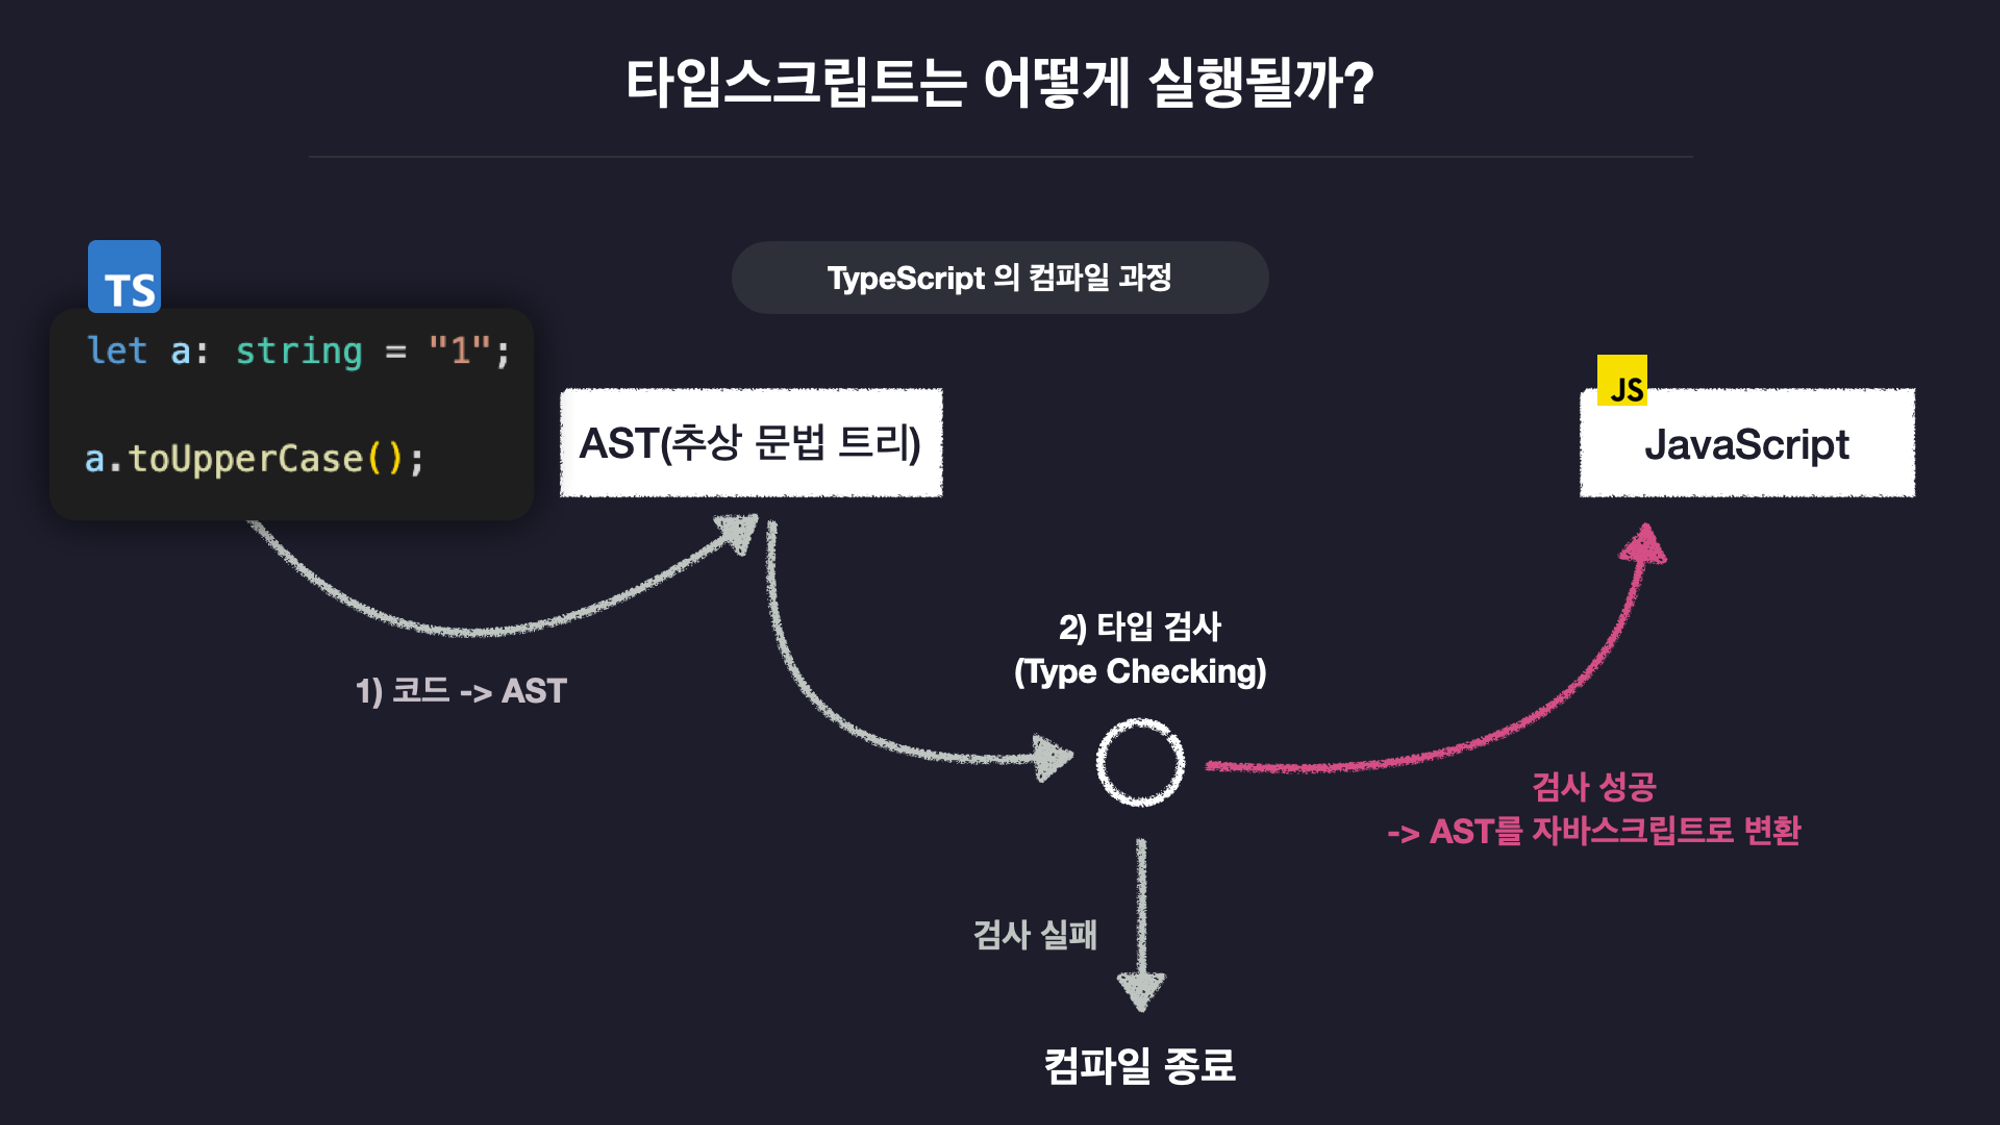 타입스크립트는 어떻게 실행될까?
TypeScript 의 컴파일 과정
TS
let a: string = "1";
a.toUpperCase();
AST(추상 문법 트리)
JS
JavaScript
1) 코드 -> AST
2) 타입 검사
(Type Checking)
검사 성공
-> AST를 자바스크립트로 변환
검사 실패
컴파일 종료